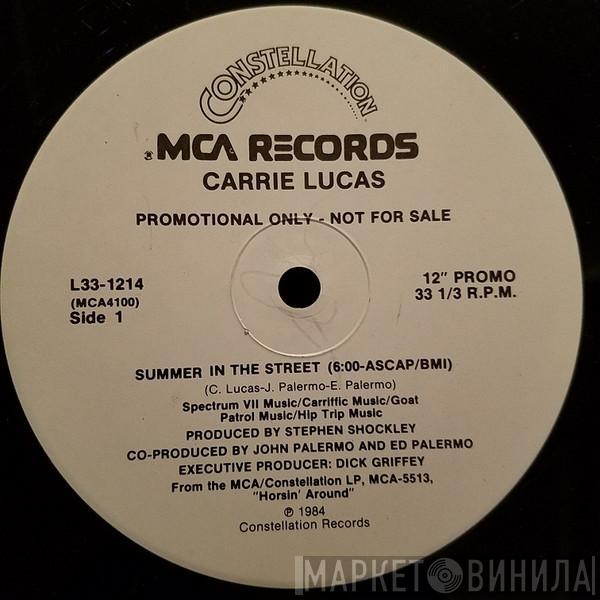 CONSTELLATION
MCA RECORDS
CARRIE LUCAS
PROMOTIONAL ONLY - NOT FOR SALE
L33-1214
(MCA4100)
Side 1
12" PROMO
33 1/3 R.P.M.
SUMMER IN THE STREET (6:00-ASCAP/BMI)
(C. Lucas-J. Palermo-E. Palermo)
Spectrum VII Music/Carriffic Music/Goat
Patrol Music/Hip Trip Music
PRODUCED BY STEPHEN SHOCKLEY
CO-PRODUCED BY JOHN PALERMO AND ED PALERMO
EXECUTIVE PRODUCER: DICK GRIFFEY
From the MCA/Constellation LP, MCA-5513,
"Horsin' Around"
℗ 1984
Constellation Records
МАРКЕТ ВИНИЛА